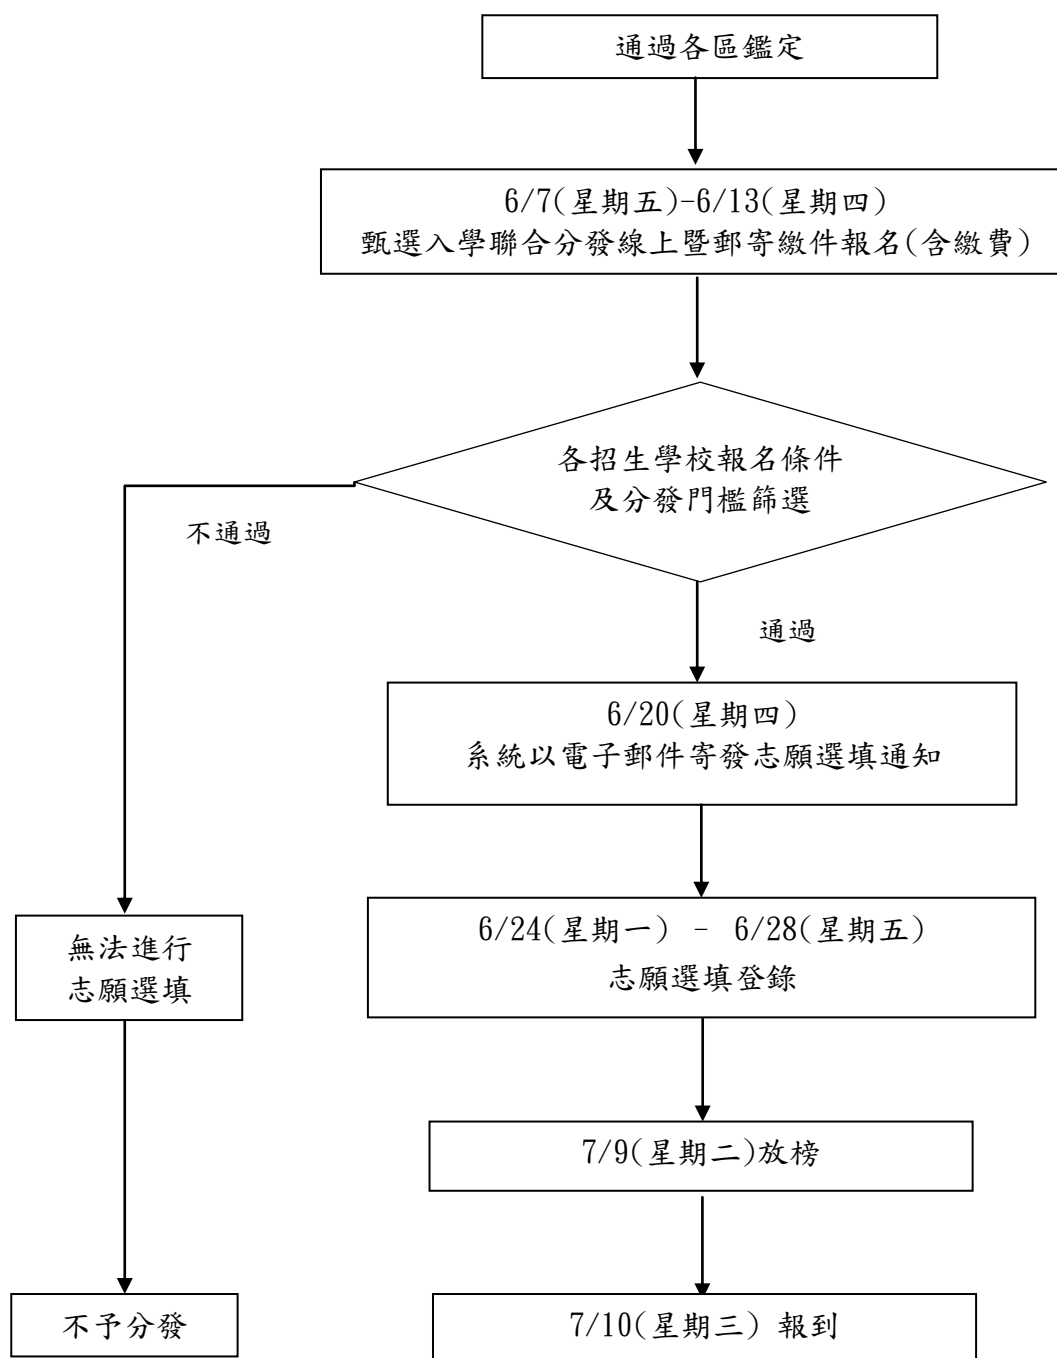 通過各區鑑定
6/7(星期五)-6/13(星期四)
甄選入學聯合分發線上暨郵寄繳件報名(含繳費)
各招生學校報名條件
及分發門檻篩選
不通過
通過
6/20(星期四)
系統以電子郵件寄發志願選填通知
6/24(星期一) - 6/28(星期五)
志願選填登錄
無法進行
志願選填
7/9(星期二)放榜
不予分發
7/10(星期三) 報到